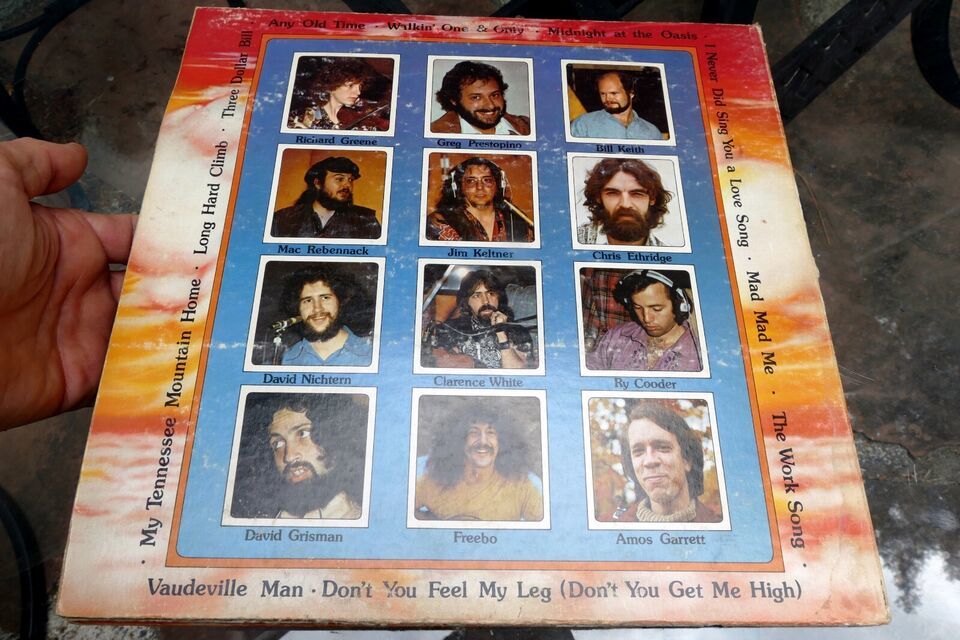 Any Old Time · Walkin' One & Only · Midnight at the Oasis ·
I Never Did Sing You a Love Song · Mad Mad Me · The Work Song ·
Vaudeville Man · Don't You Feel My Leg (Don't You Get Me High)
· My Tennessee Mountain Home · Long Hard Climb · Three Dollar Bill
Richard Greene
Greg Prestopino
Bill Keith
Mac Rebennack
Jim Keltner
Chris Ethridge
David Nichtern
Clarence White
Ry Cooder
David Grisman
Freebo
Amos Garrett